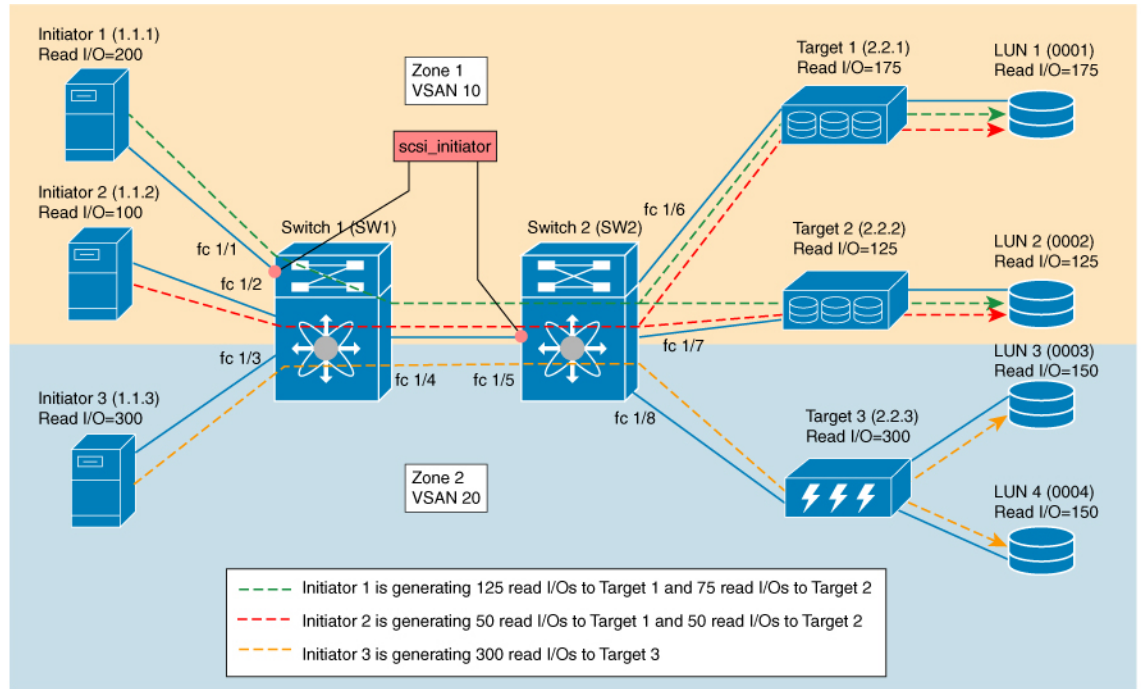 Initiator 1 (1.1.1)
Read I/O=200
Zone 1
VSAN 10
Target 1 (2.2.1)
Read I/O=175
LUN 1 (0001)
Read I/O=175
scsi_initiator
Initiator 2 (1.1.2)
Read I/O=100
fc 1/1
Switch 1 (SW1)
Switch 2 (SW2)
fc 1/6
Target 2 (2.2.2)
Read I/O=125
LUN 2 (0002)
Read I/O=125
fc 1/2
fc 1/3
fc 1/4
fc 1/5
fc 1/7
LUN 3 (0003)
Read I/O=150
Initiator 3 (1.1.3)
Read I/O=300
fc 1/8
Target 3 (2.2.3)
Read I/O=300
Zone 2
VSAN 20
LUN 4 (0004)
Read I/O=150
Initiator 1 is generating 125 read I/Os to Target 1 and 75 read I/Os to Target 2
Initiator 2 is generating 50 read I/Os to Target 1 and 50 read I/Os to Target 2
Initiator 3 is generating 300 read I/Os to Target 3